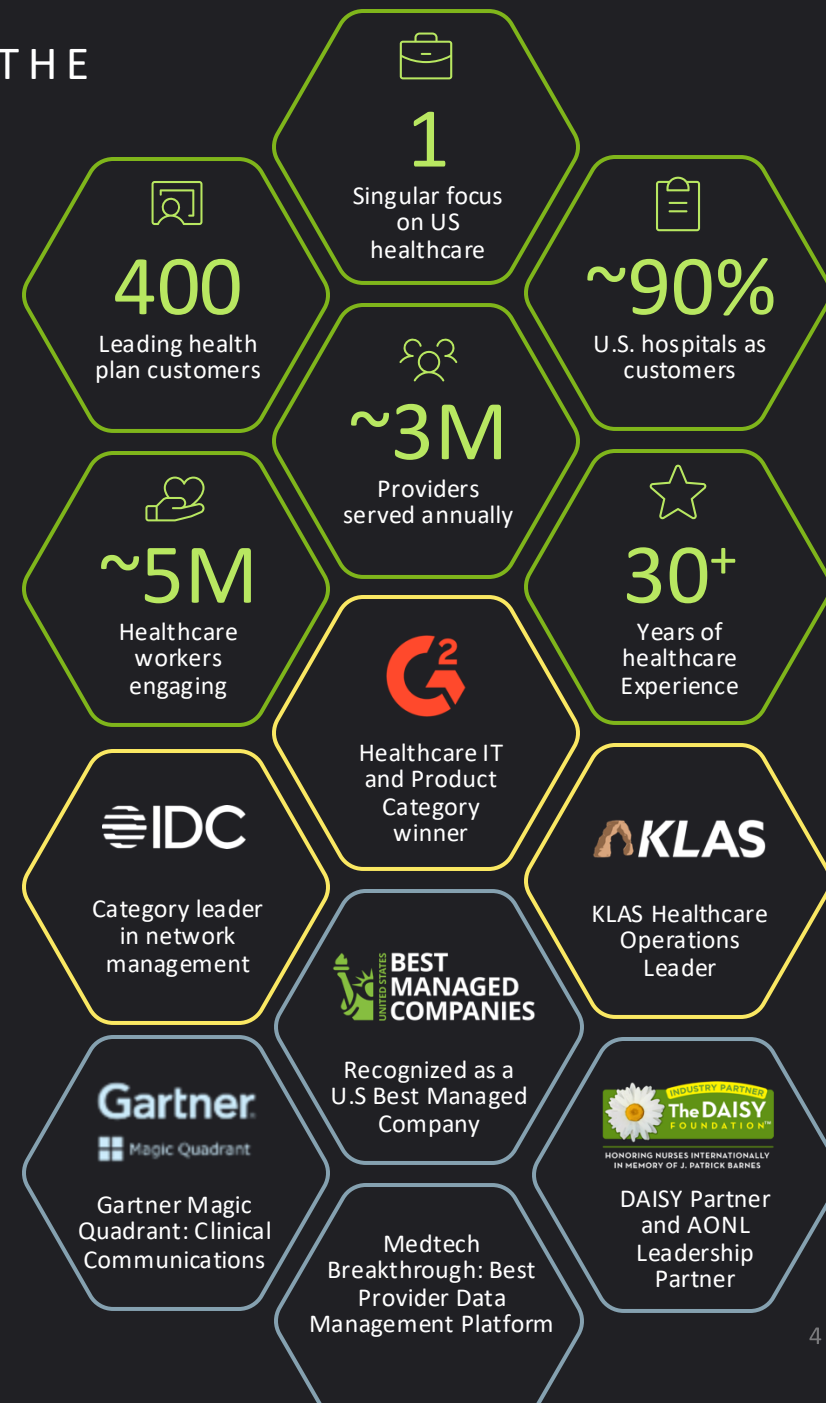 THE
1
Singular focus
on US
healthcare
400
Leading health
plan customers
~90%
U.S. hospitals as
customers
~3M
Providers
served annually
~5M
Healthcare
workers
engaging
30+
Years of
healthcare
Experience
G2
Healthcare IT
and Product
Category
winner
IDC
Category leader
in network
management
KLAS
KLAS Healthcare
Operations
Leader
UNITED STATES
BEST
MANAGED
COMPANIES
Recognized as a
U.S Best Managed
Company
Gartner
Magic Quadrant
Gartner Magic
Quadrant: Clinical
Communications
INDUSTRY PARTNER
The DAISY
FOUNDATION™
HONORING NURSES INTERNATIONALLY
IN MEMORY OF J. PATRICK BARNES
DAISY Partner
and AONL
Leadership
Partner
Medtech
Breakthrough: Best
Provider Data
Management Platform
4